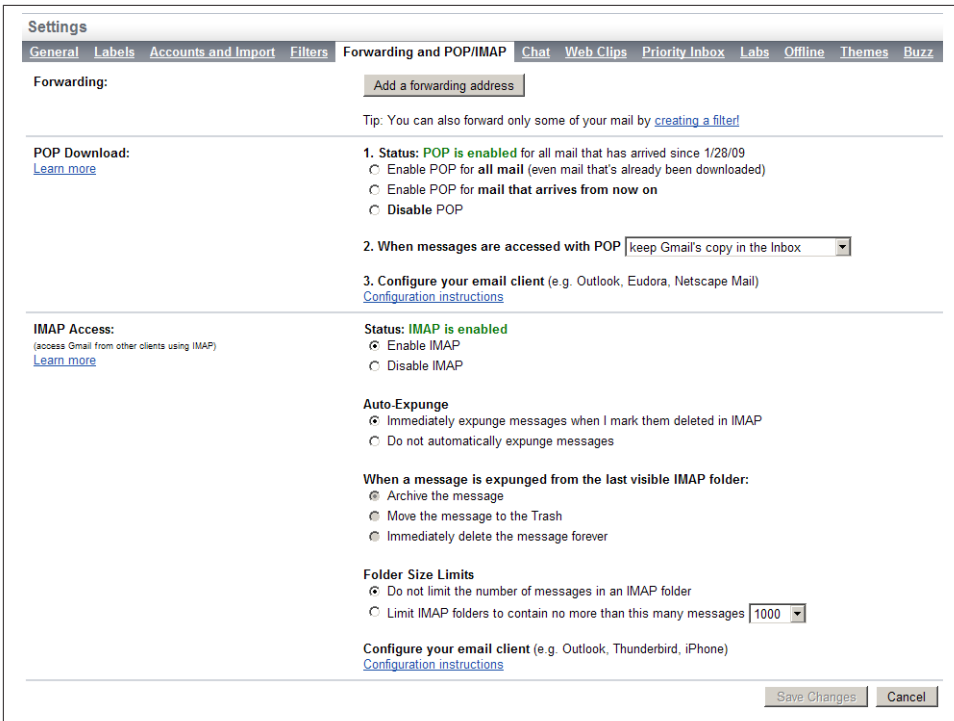 Settings
General Labels Accounts and Import Filters Forwarding and POP/IMAP Chat Web Clips Priority Inbox Labs Offline Themes Buzz
Forwarding:
Add a forwarding address
Tip: You can also forward only some of your mail by creating a filter!
POP Download:
Learn more
1. Status: POP is enabled for all mail that has arrived since 1/28/09
Enable POP for all mail (even mail that's already been downloaded)
Enable POP for mail that arrives from now on
Disable POP
2. When messages are accessed with POP keep Gmail's copy in the Inbox
3. Configure your email client (e.g. Outlook, Eudora, Netscape Mail)
Configuration instructions
IMAP Access:
(access Gmail from other clients using IMAP)
Learn more
Status: IMAP is enabled
Enable IMAP
Disable IMAP
Auto-Expunge
Immediately expunge messages when I mark them deleted in IMAP
Do not automatically expunge messages
When a message is expunged from the last visible IMAP folder:
Archive the message
Move the message to the Trash
Immediately delete the message forever
Folder Size Limits
Do not limit the number of messages in an IMAP folder
Limit IMAP folders to contain no more than this many messages 1000
Configure your email client (e.g. Outlook, Thunderbird, iPhone)
Configuration instructions
Save Changes Cancel